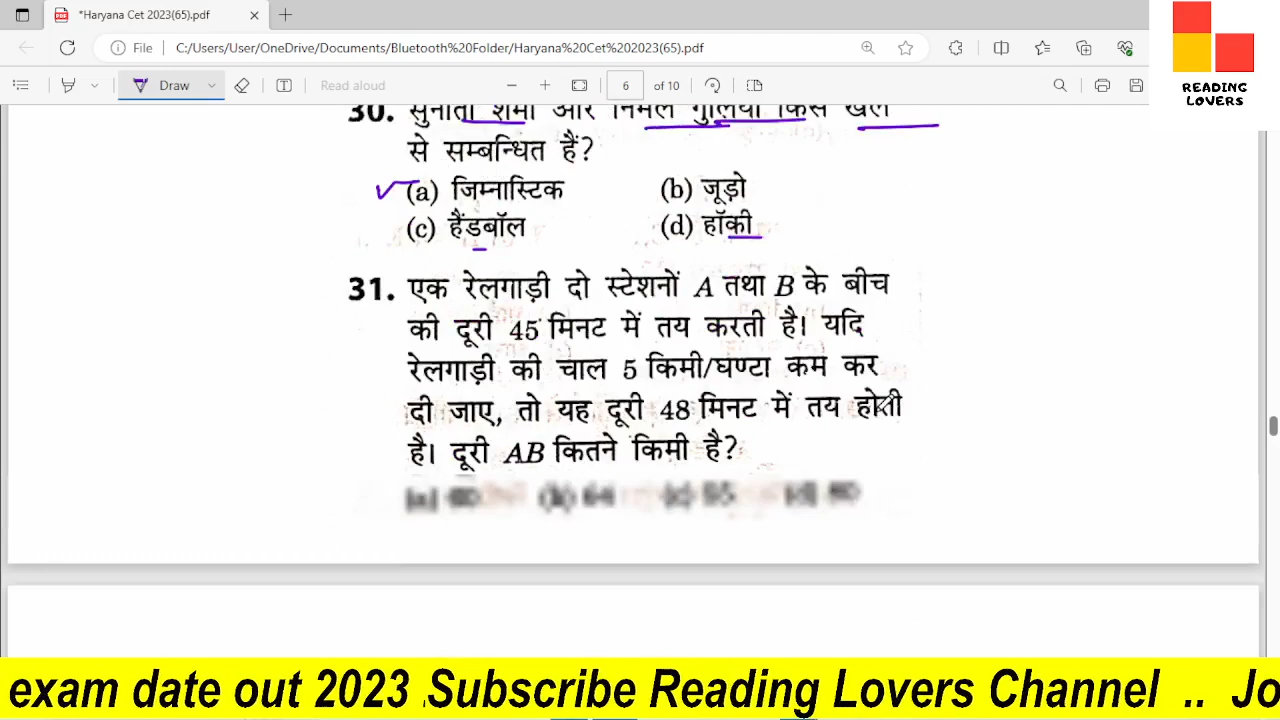 *Haryana Cet 2023(65).pdf
File C:/Users/User/OneDrive/Documents/Bluetooth%20Folder/Haryana%20Cet%202023(65).pdf
Draw Read aloud 6 of 10
READING
LOVERS
30. सुनीता शर्मा और निर्मल गुलिया किस खेल
से सम्बन्धित हैं?
(a) जिम्नास्टिक (b) जूड़ो
(c) हैंडबॉल (d) हॉकी
31. एक रेलगाड़ी दो स्टेशनों A तथा B के बीच
की दूरी 45 मिनट में तय करती है। यदि
रेलगाड़ी की चाल 5 किमी/घण्टा कम कर
दी जाए, तो यह दूरी 48 मिनट में तय होती
है। दूरी AB कितने किमी है?
(b) 64
exam date out 2023 Subscribe Reading Lovers Channel .. Jo